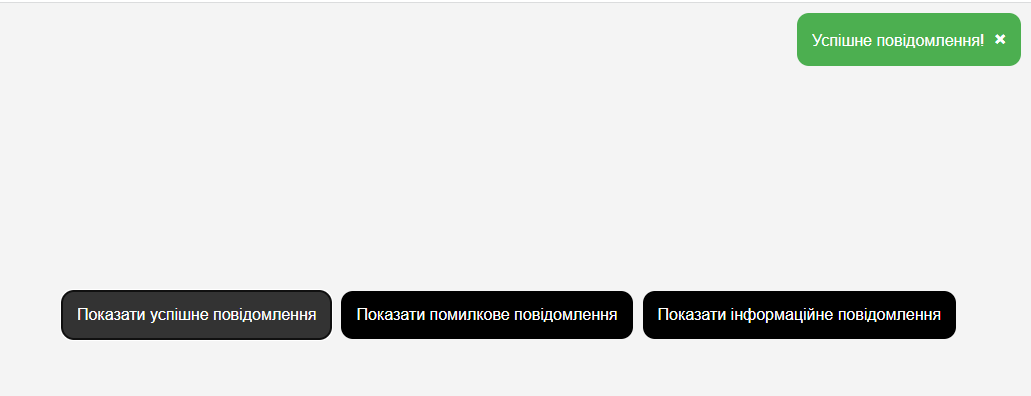 Успішне повідомлення! ×
Показати успішне повідомлення
Показати помилкове повідомлення
Показати інформаційне повідомлення